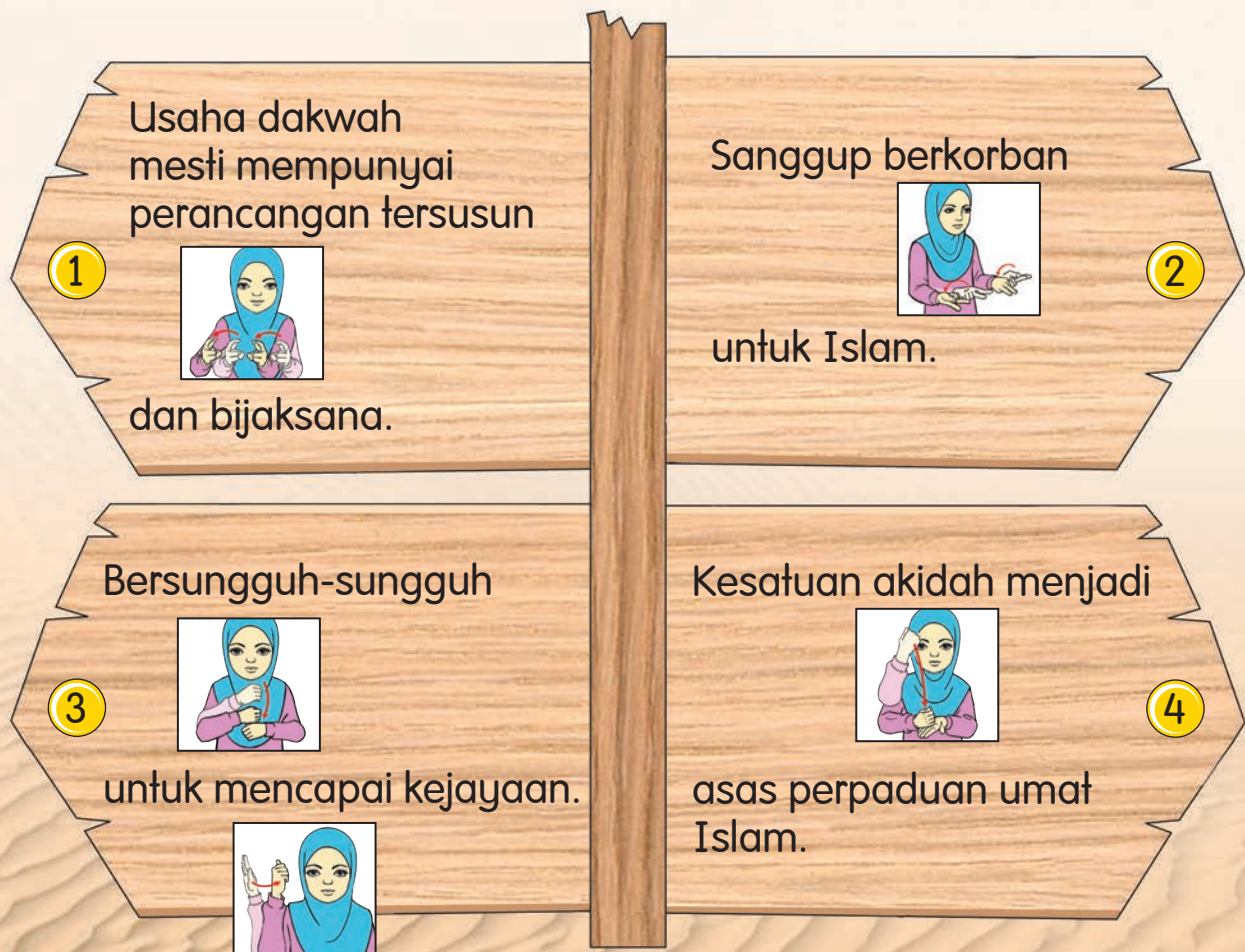 1
Usaha dakwah
mesti mempunyai
perancangan tersusun
dan bijaksana.
2
Sanggup berkorban
untuk Islam.
3
Bersungguh-sungguh
untuk mencapai kejayaan.
4
Kesatuan akidah menjadi
asas perpaduan umat
Islam.